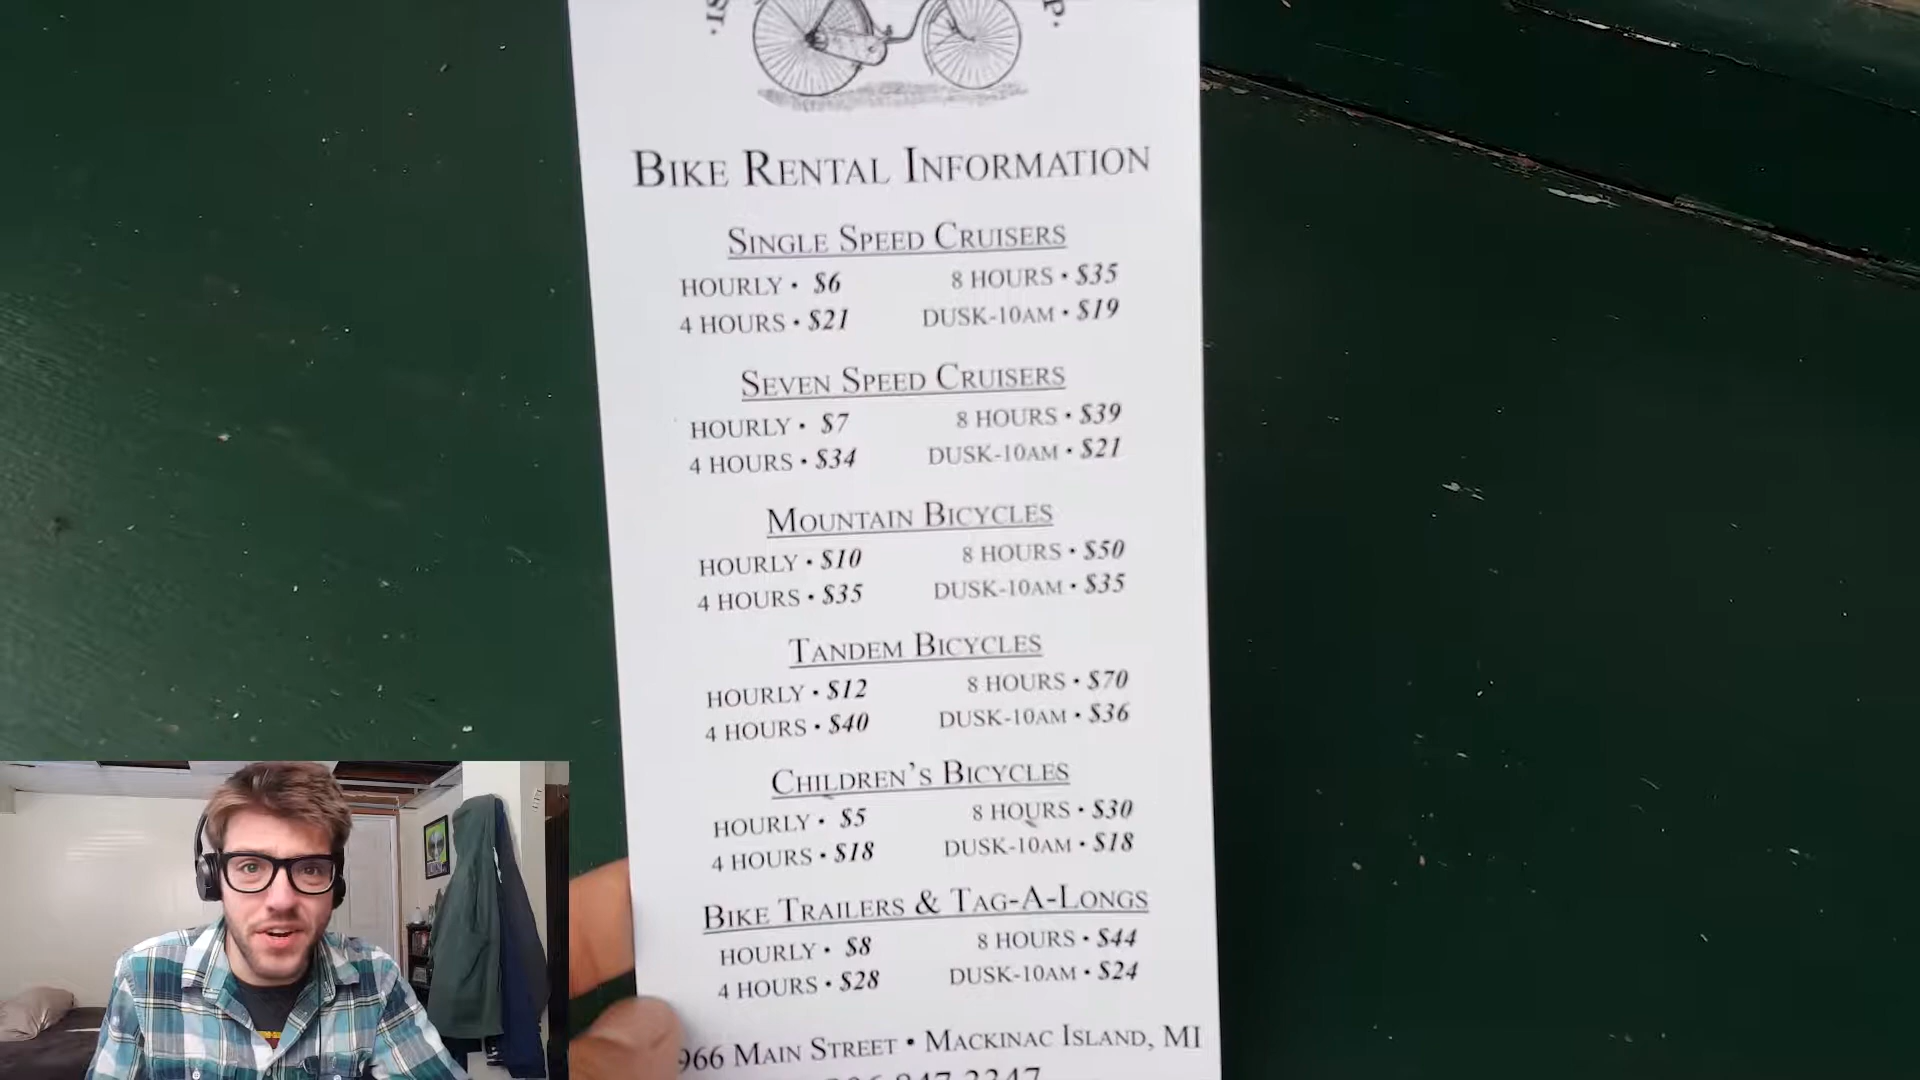 BIKE RENTAL INFORMATION
SINGLE SPEED CRUISERS
HOURLY • $6 8 HOURS • $35
4 HOURS • $21 DUSK-10AM • $19
SEVEN SPEED CRUISERS
HOURLY • $7 8 HOURS • $39
4 HOURS • $34 DUSK-10AM • $21
MOUNTAIN BICYCLES
HOURLY • $10 8 HOURS • $50
4 HOURS • $35 DUSK-10AM • $35
TANDEM BICYCLES
HOURLY • $12 8 HOURS • $70
4 HOURS • $40 DUSK-10AM • $36
CHILDREN'S BICYCLES
HOURLY • $5 8 HOURS • $30
4 HOURS • $18 DUSK-10AM • $18
BIKE TRAILERS & TAG-A-LONGS
HOURLY • $8 8 HOURS • $44
4 HOURS • $28 DUSK-10AM • $24
966 MAIN STREET • MACKINAC ISLAND, MI